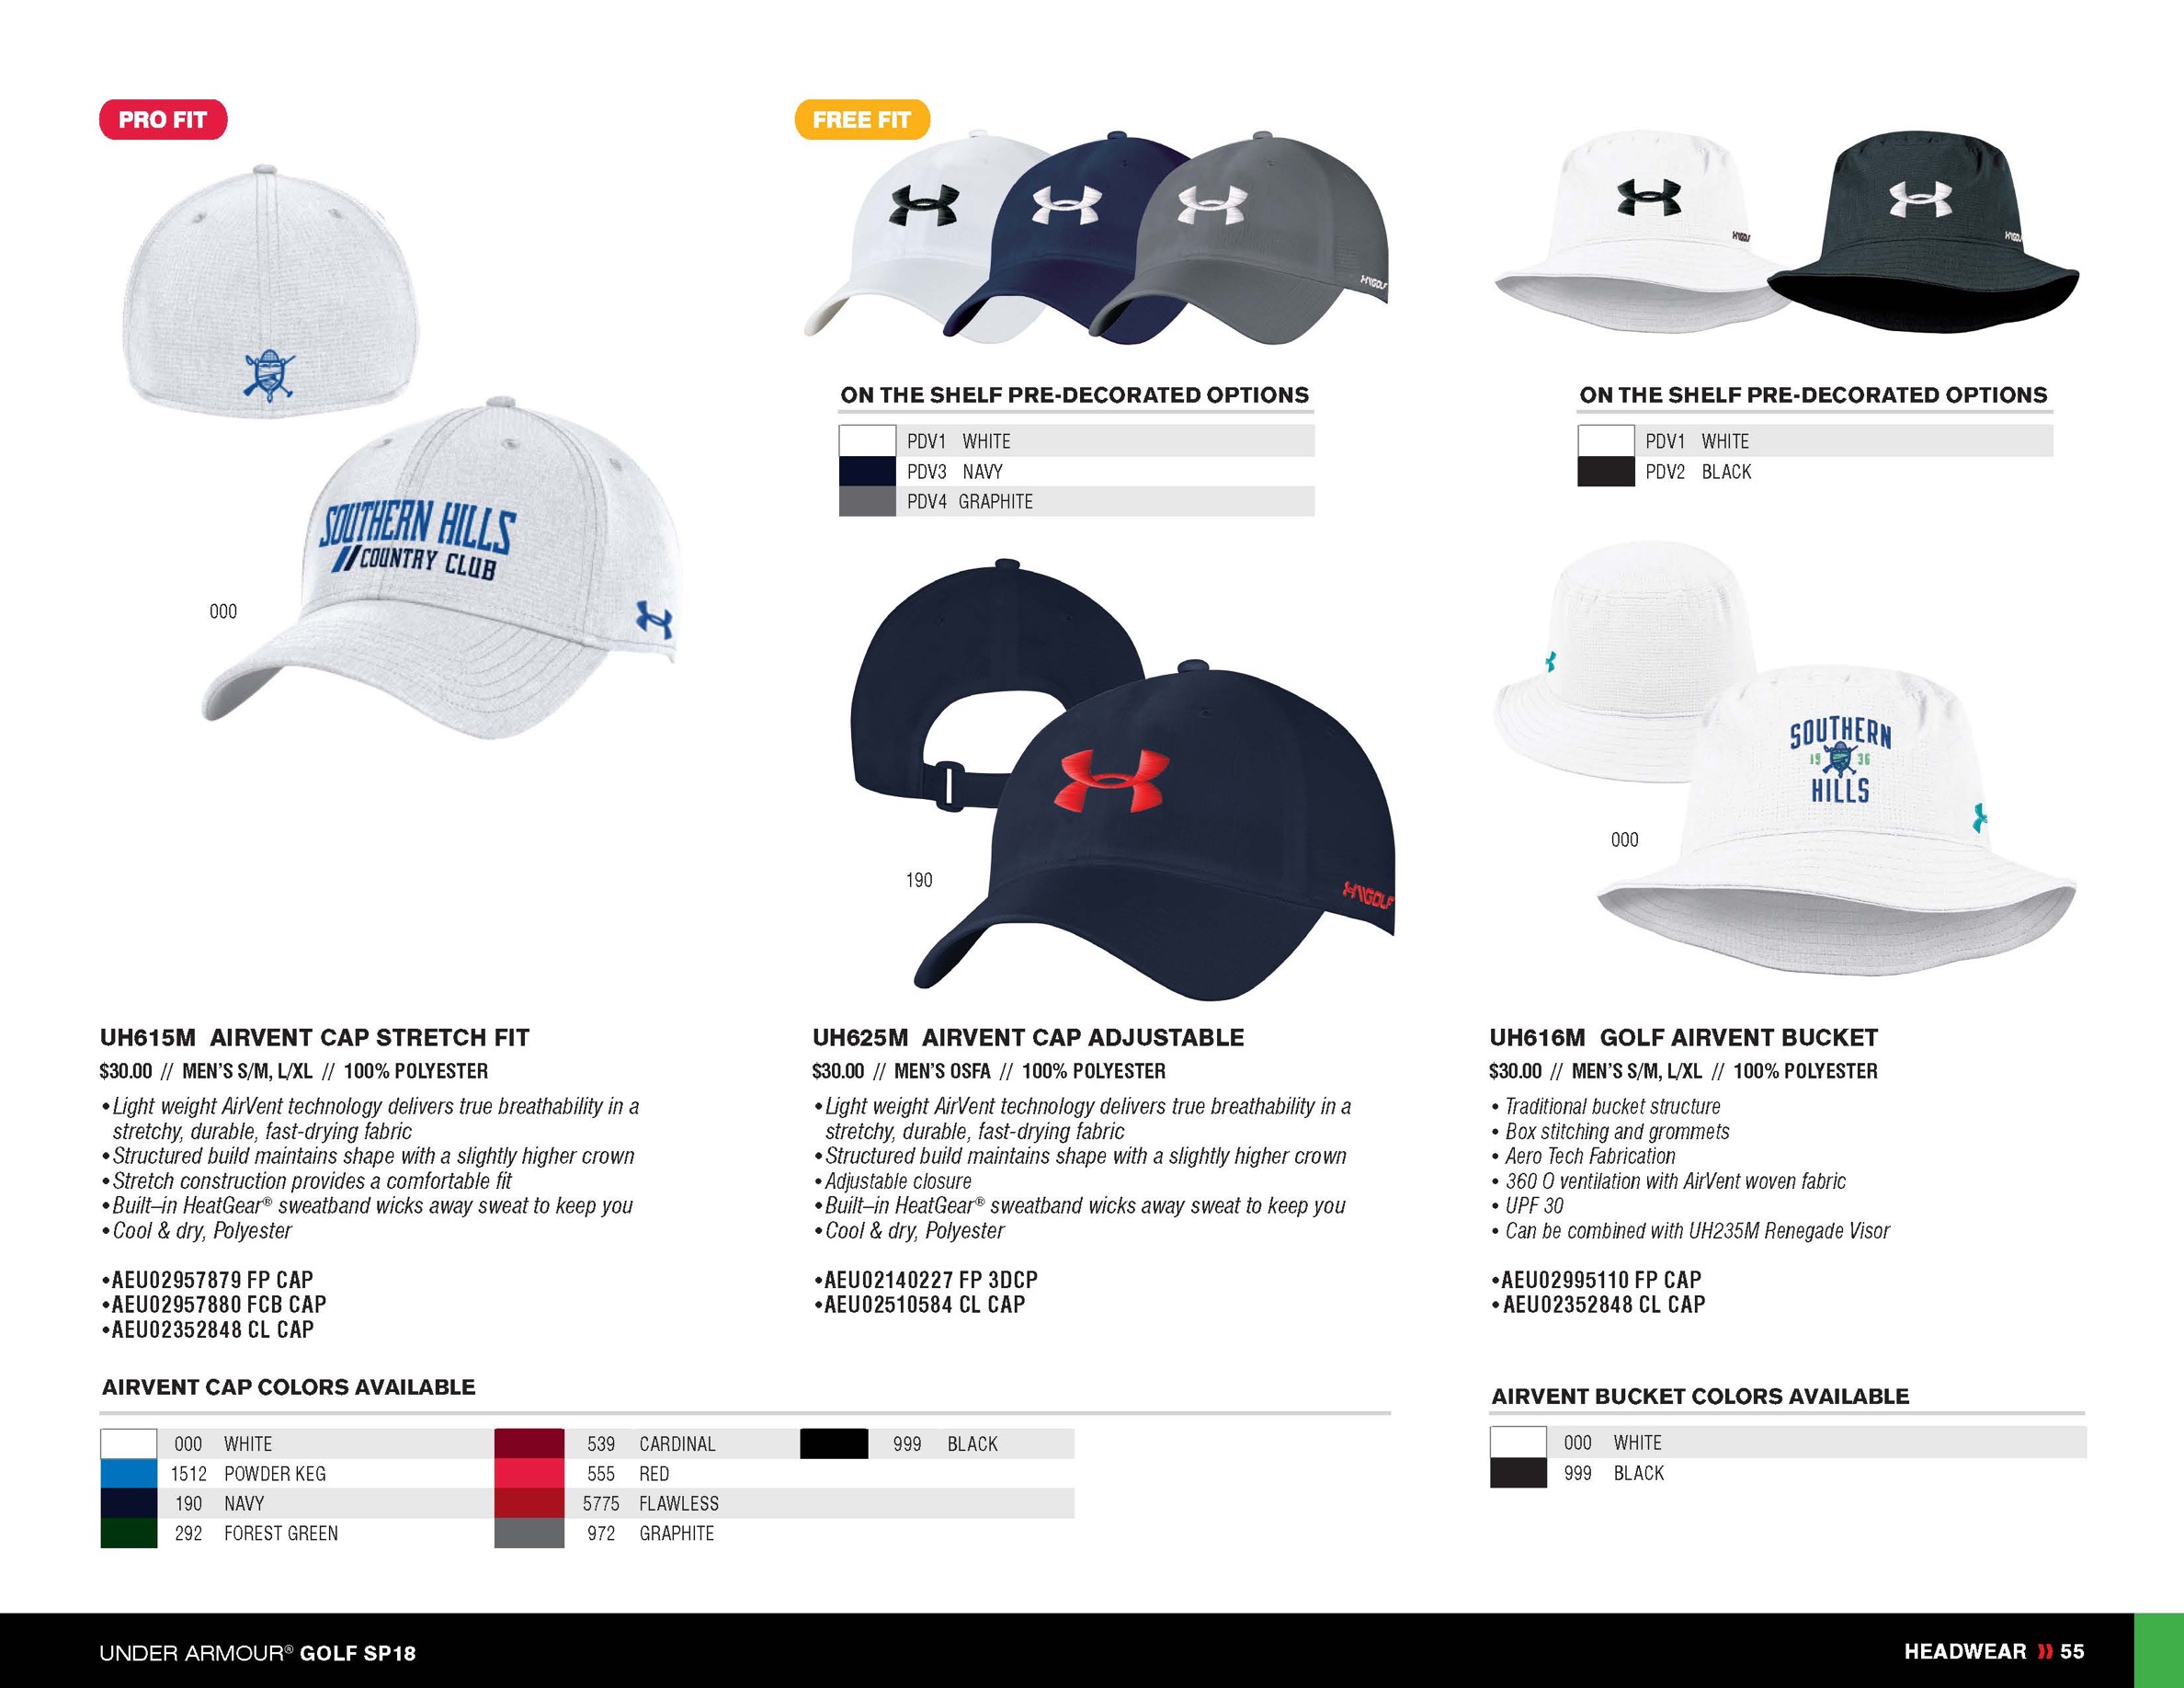 PRO FIT
SOUTHERN HILLS
COUNTRY CLUB
000
UH615M AIRVENT CAP STRETCH FIT
$30.00 // MEN'S S/M, L/XL // 100% POLYESTER
•Light weight AirVent technology delivers true breathability in a
stretchy, durable, fast-drying fabric
•Structured build maintains shape with a slightly higher crown
•Stretch construction provides a comfortable fit
•Built–in HeatGear® sweatband wicks away sweat to keep you
•Cool & dry, Polyester
•AEU02957879 FP CAP
•AEU02957880 FCB CAP
•AEU02352848 CL CAP
FREE FIT
GOLF
ON THE SHELF PRE-DECORATED OPTIONS
PDV1 WHITE
PDV3 NAVY
PDV4 GRAPHITE
190
GOLF
UH625M AIRVENT CAP ADJUSTABLE
$30.00 // MEN'S OSFA // 100% POLYESTER
•Light weight AirVent technology delivers true breathability in a
stretchy, durable, fast-drying fabric
•Structured build maintains shape with a slightly higher crown
•Adjustable closure
•Built–in HeatGear® sweatband wicks away sweat to keep you
•Cool & dry, Polyester
•AEU02140227 FP 3DCP
•AEU02510584 CL CAP
ON THE SHELF PRE-DECORATED OPTIONS
PDV1 WHITE
PDV2 BLACK
SOUTHERN
19 36
HILLS
000
UH616M GOLF AIRVENT BUCKET
$30.00 // MEN'S S/M, L/XL // 100% POLYESTER
• Traditional bucket structure
• Box stitching and grommets
• Aero Tech Fabrication
• 360 O ventilation with AirVent woven fabric
• UPF 30
• Can be combined with UH235M Renegade Visor
•AEU02995110 FP CAP
• AEU02352848 CL CAP
AIRVENT CAP COLORS AVAILABLE
000 WHITE
1512 POWDER KEG
190 NAVY
292 FOREST GREEN
539 CARDINAL
555 RED
5775 FLAWLESS
972 GRAPHITE
999 BLACK
AIRVENT BUCKET COLORS AVAILABLE
000 WHITE
999 BLACK
UNDER ARMOUR® GOLF SP18
HEADWEAR 55